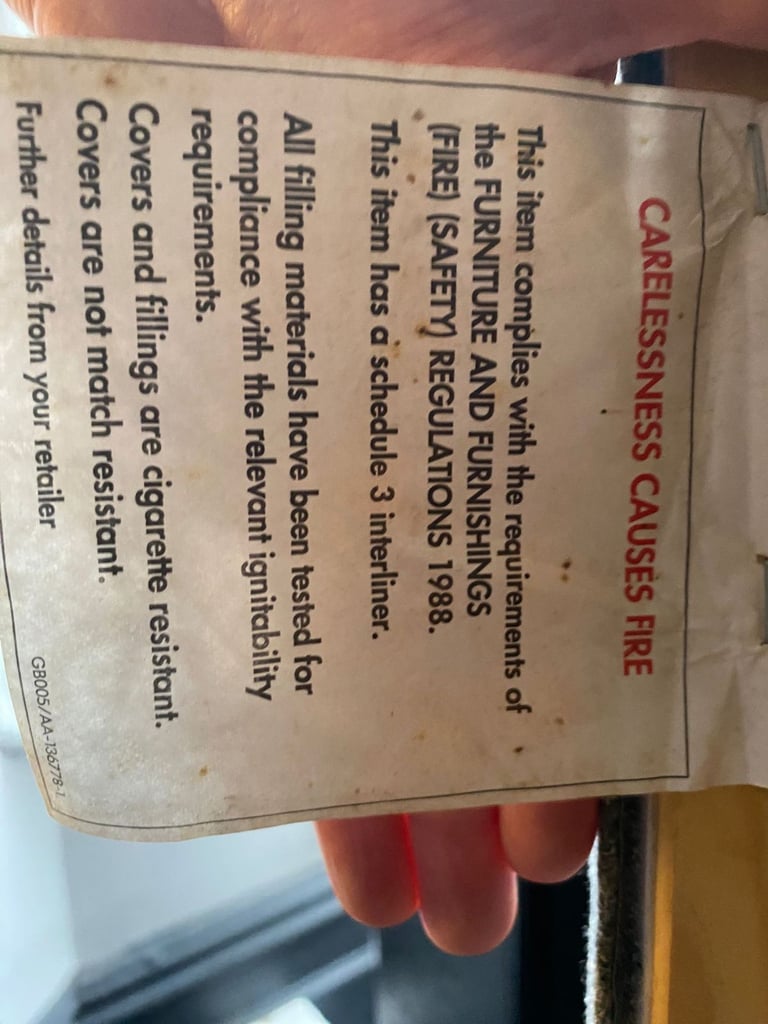 CARELESSNESS CAUSES FIRE
This item complies with the requirements of
the FURNITURE AND FURNISHINGS
(FIRE) (SAFETY) REGULATIONS 1988.
This item has a schedule 3 interliner.
All filling materials have been tested for
compliance with the relevant ignitability
requirements.
Covers and fillings are cigarette resistant.
Covers are not match resistant.
Further details from your retailer
GB005/AA-136778-1